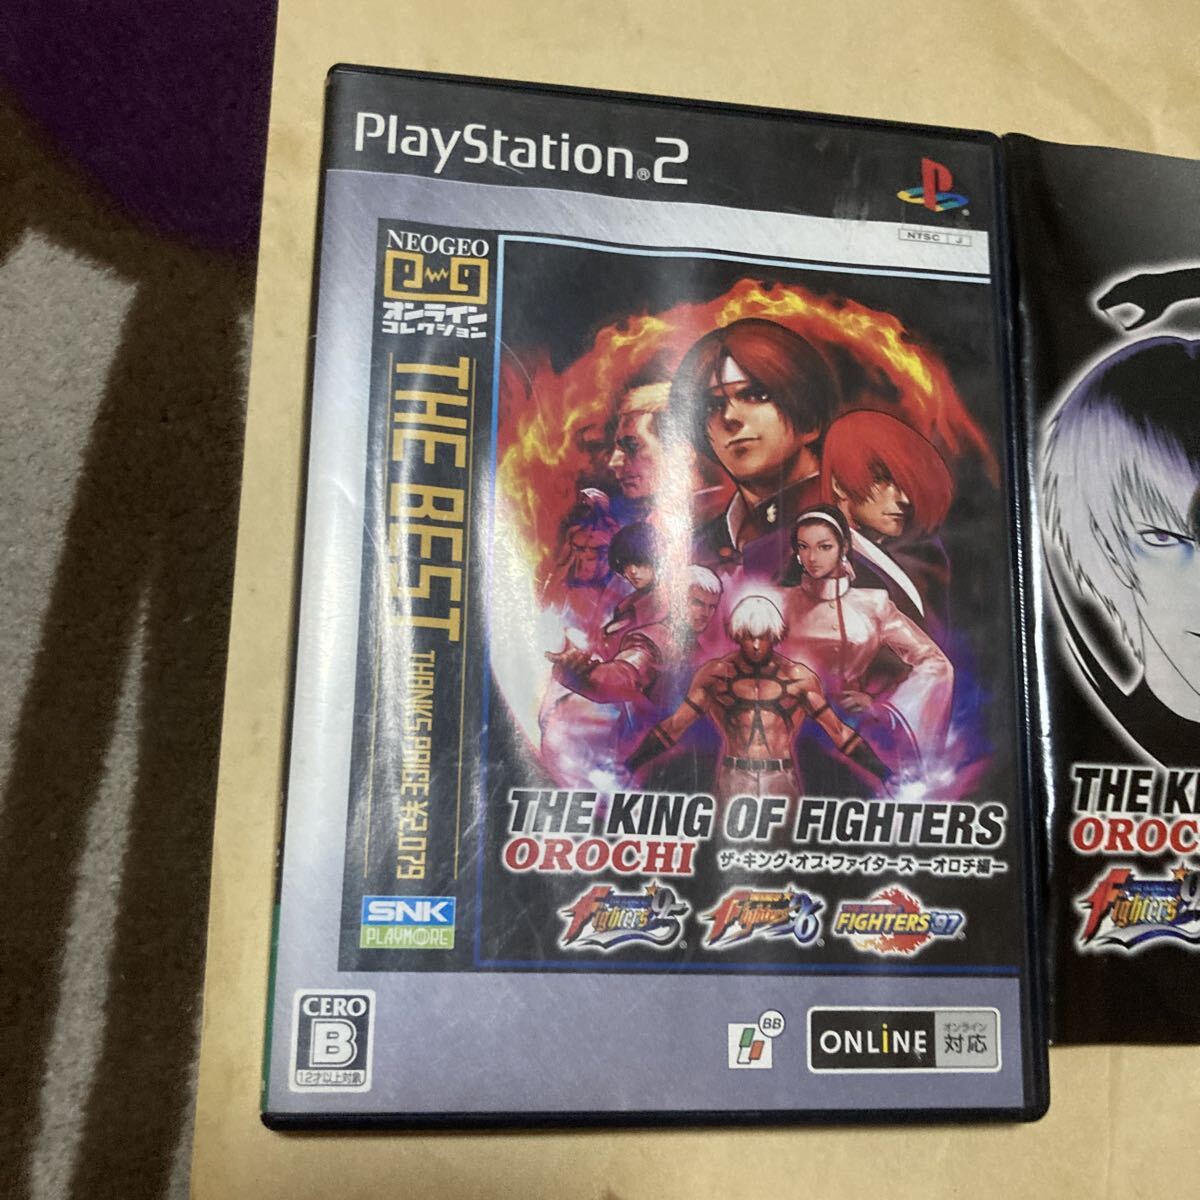 PlayStation®2
NTSC J
NEOGEO
オンライン
コレクション
THE BEST THANKS PRICE ¥2,079
THE KING OF FIGHTERS
OROCHI ザ・キング・オブ・ファイターズ ―オロチ編―
Fighters'95
Fighters'96
FIGHTERS'97
SNK
PLAYMORE
CERO
B
12才以上対象
BB
ONLINE オンライン
対応
THE KI
OROC
Fighters'9